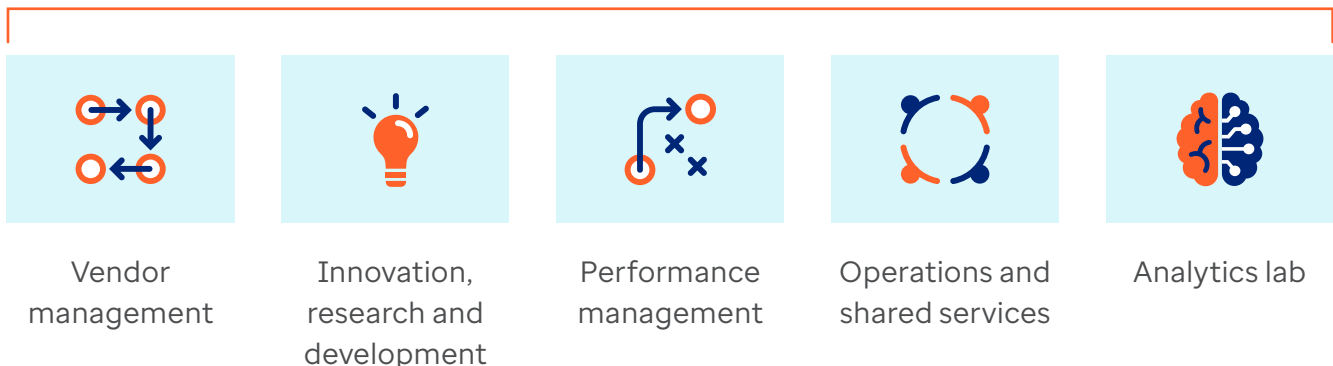 Vendor
management
Innovation,
research and
development
Performance
management
Operations and
shared services
Analytics lab